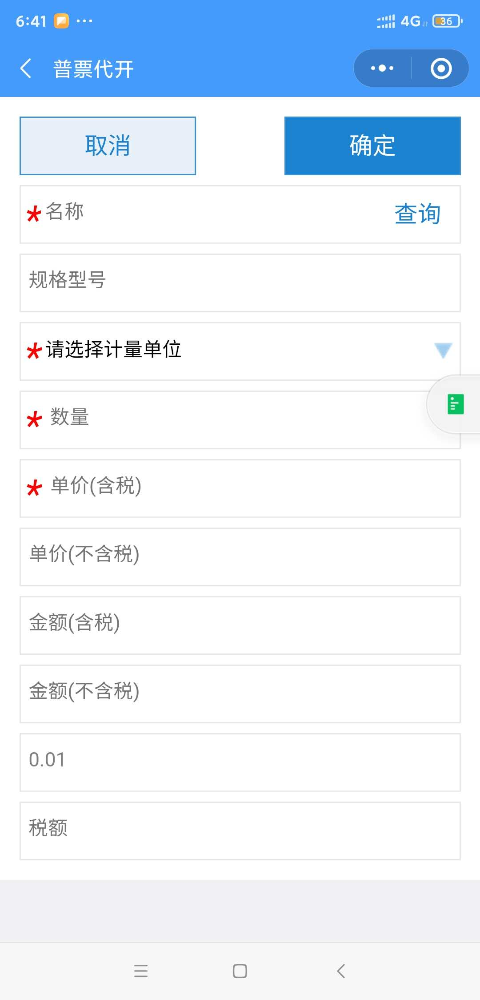 6:41 4G 36
普票代开
取消 确定
* 名称 查询
规格型号
* 请选择计量单位
* 数量
* 单价(含税)
单价(不含税)
金额(含税)
金额(不含税)
0.01
税额